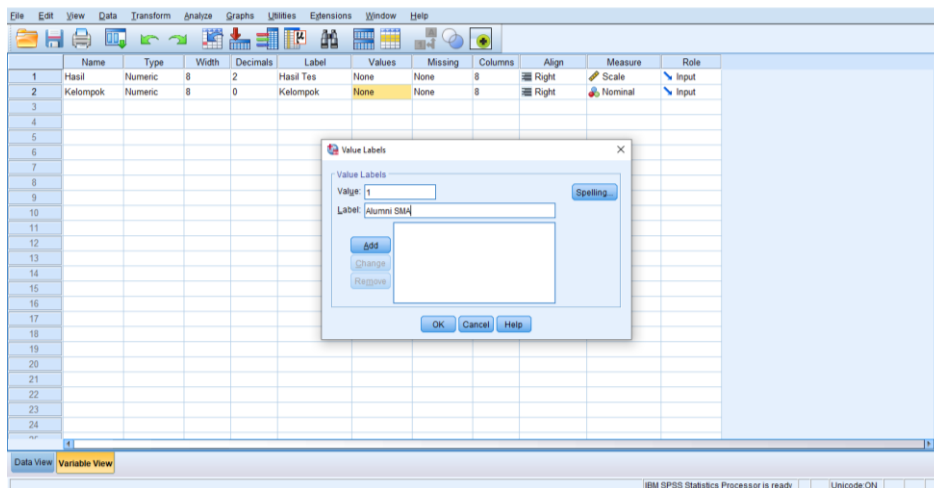 File Edit View Data Transform Analyze Graphs Utilities Extensions Window Help
Name Type Width Decimals Label Values Missing Columns Align Measure Role
1 Hasil Numeric 8 2 Hasil Tes None None 8 Right Scale Input
2 Kelompok Numeric 8 0 Kelompok None None 8 Right Nominal Input
3
4
5
6
7
8
9
10
11
12
13
14
15
16
17
18
19
20
21
22
23
24
Value Labels
Value Labels
Value: 1
Spelling...
Label: Alumni SMA
Add
Change
Remove
OK Cancel Help
Data View Variable View
IBM SPSS Statistics Processor is ready Unicode:ON